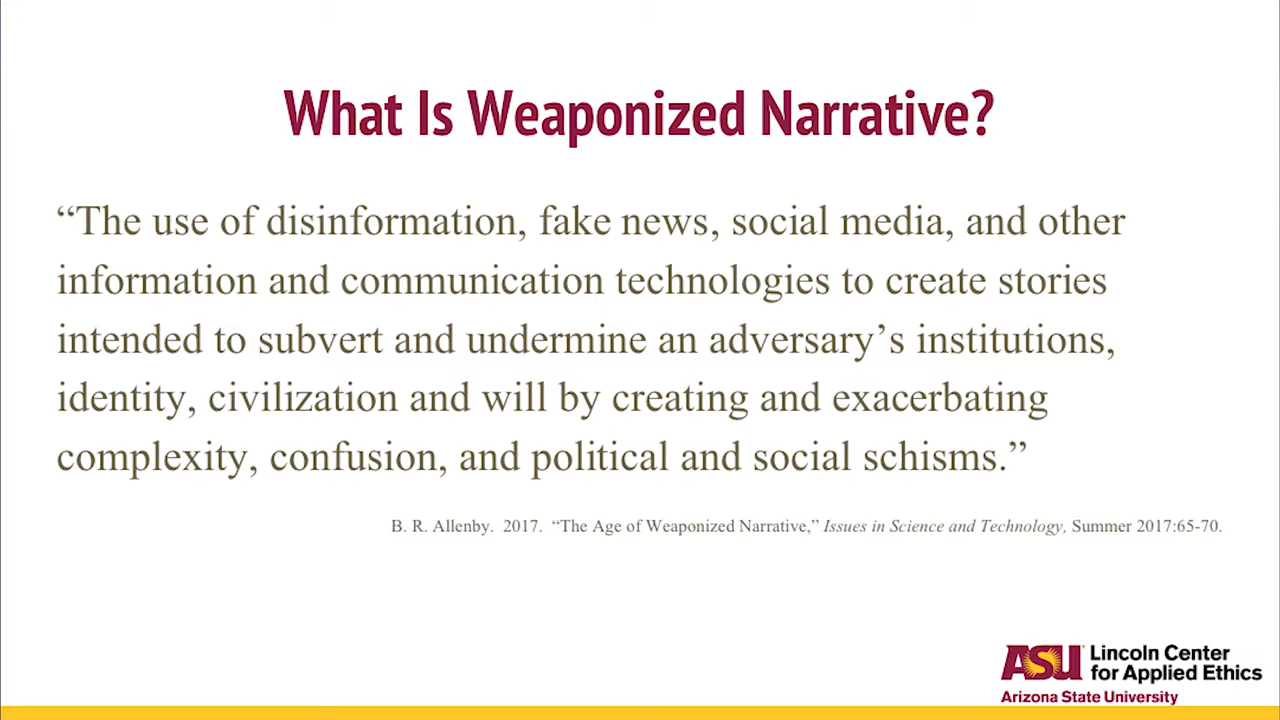 What Is Weaponized Narrative?
“The use of disinformation, fake news, social media, and other
information and communication technologies to create stories
intended to subvert and undermine an adversary’s institutions,
identity, civilization and will by creating and exacerbating
complexity, confusion, and political and social schisms.”
B. R. Allenby.  2017.  “The Age of Weaponized Narrative,” Issues in Science and Technology, Summer 2017:65-70.
ASU Lincoln Center
for Applied Ethics
Arizona State University